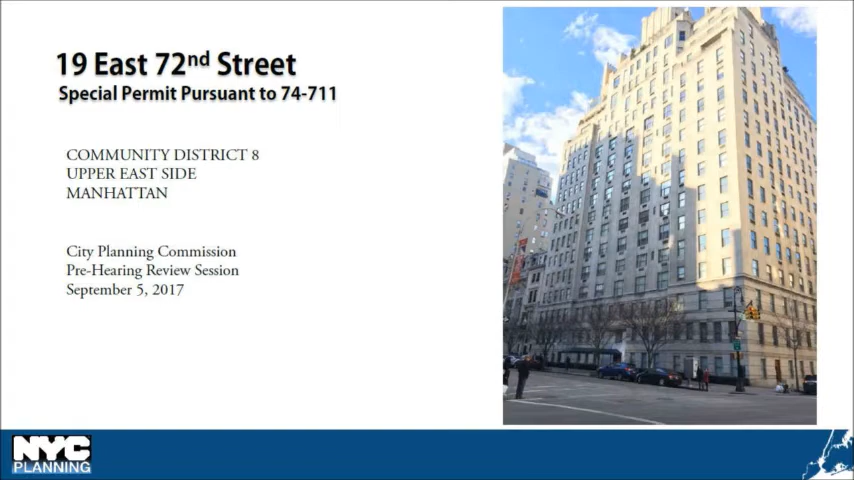 19 East 72nd Street
Special Permit Pursuant to 74-711
COMMUNITY DISTRICT 8
UPPER EAST SIDE
MANHATTAN
City Planning Commission
Pre-Hearing Review Session
September 5, 2017
NYC
PLANNING